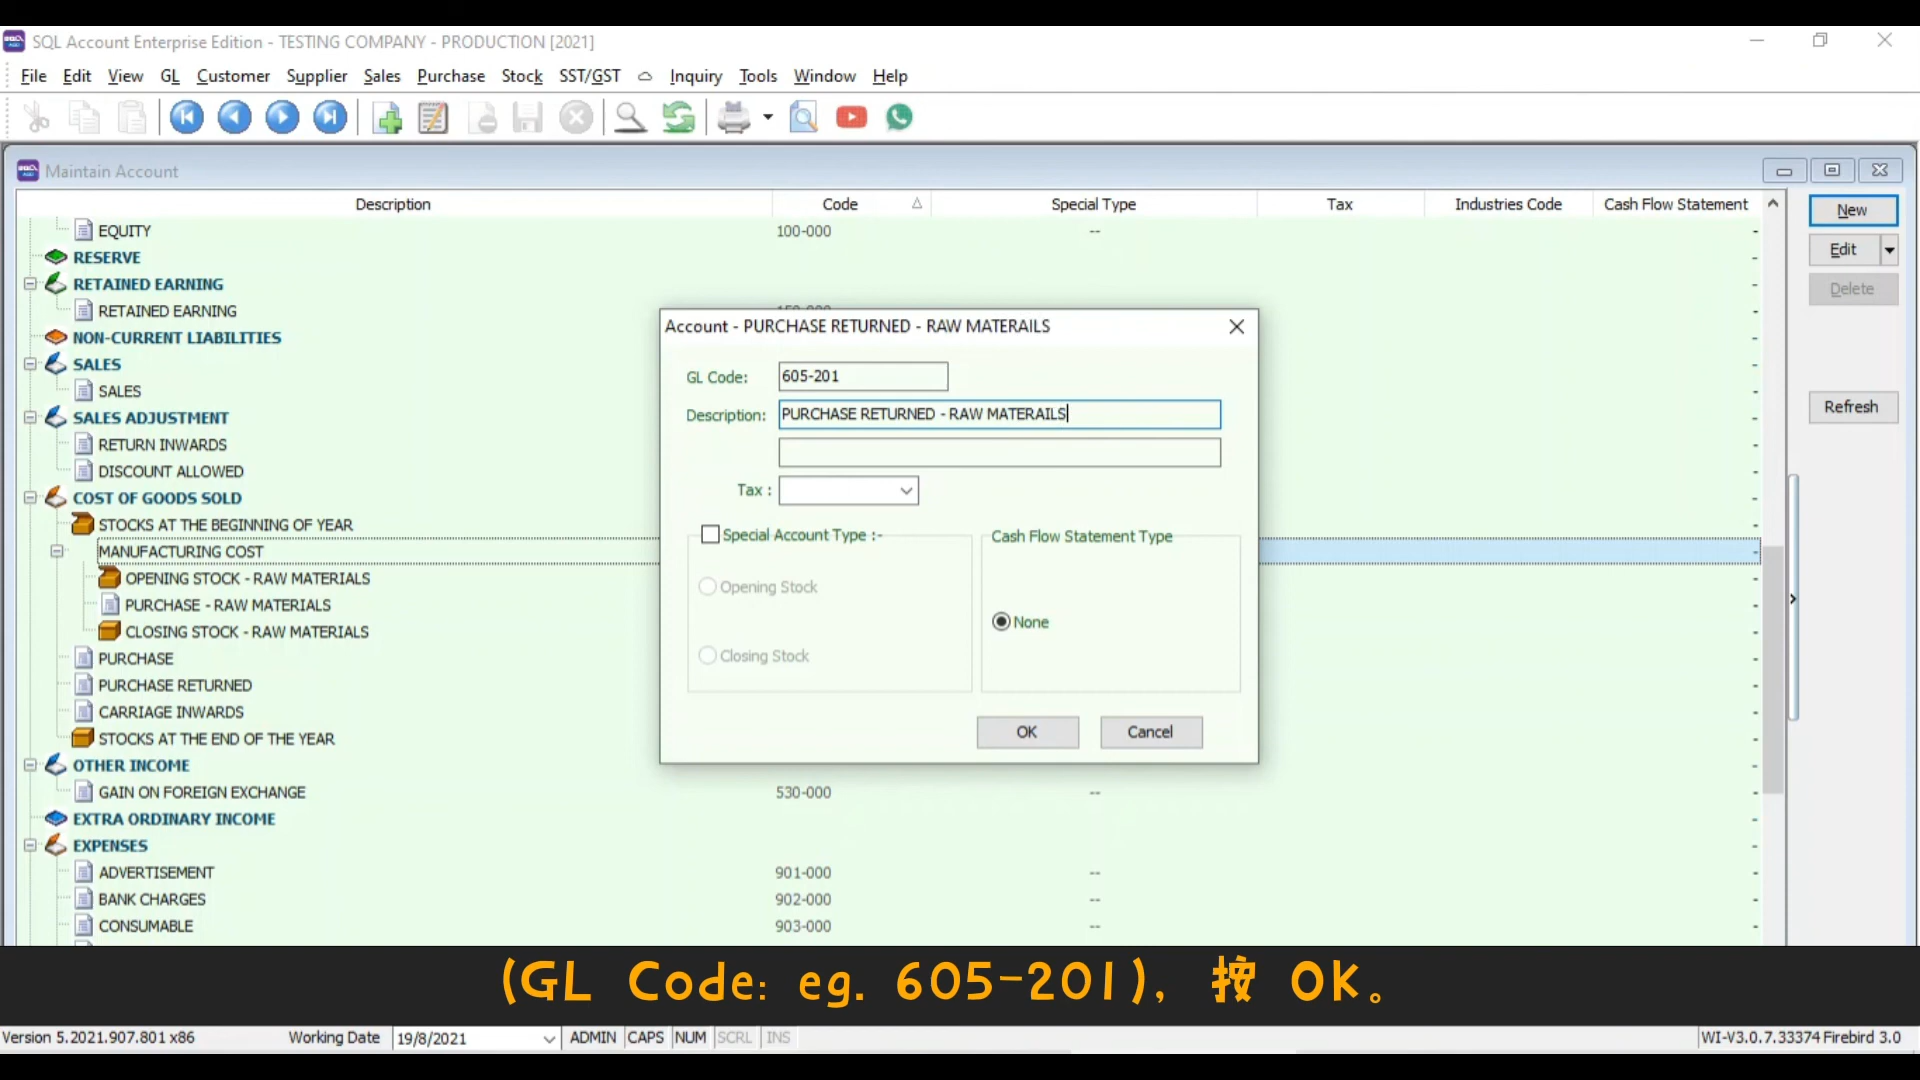 SQL Account Enterprise Edition - TESTING COMPANY - PRODUCTION [2021]
File Edit View GL Customer Supplier Sales Purchase Stock SST/GST Inquiry Tools Window Help
Maintain Account
Description Code Special Type Tax Industries Code Cash Flow Statement
New
Edit
Delete
Refresh
EQUITY 100-000 -- -
RESERVE -
RETAINED EARNING -
RETAINED EARNING -
NON-CURRENT LIABILITIES -
SALES -
SALES -
SALES ADJUSTMENT -
RETURN INWARDS -
DISCOUNT ALLOWED -
COST OF GOODS SOLD -
STOCKS AT THE BEGINNING OF YEAR -
MANUFACTURING COST -
OPENING STOCK - RAW MATERIALS -
PURCHASE - RAW MATERIALS -
CLOSING STOCK - RAW MATERIALS -
PURCHASE -
PURCHASE RETURNED -
CARRIAGE INWARDS -
STOCKS AT THE END OF THE YEAR -
OTHER INCOME -
GAIN ON FOREIGN EXCHANGE 530-000 -- -
EXTRA ORDINARY INCOME -
EXPENSES -
ADVERTISEMENT 901-000 -- -
BANK CHARGES 902-000 -- -
CONSUMABLE 903-000 -- -
Account - PURCHASE RETURNED - RAW MATERAILS
GL Code: 605-201
Description: PURCHASE RETURNED - RAW MATERAILS
Tax :
Special Account Type :-
Opening Stock
Closing Stock
Cash Flow Statement Type
None
OK Cancel
(GL Code: eg. 605-201), 按 OK。
Version 5.2021.907.801 x86 Working Date 19/8/2021 ADMIN CAPS NUM SCRL INS WI-V3.0.7.33374 Firebird 3.0